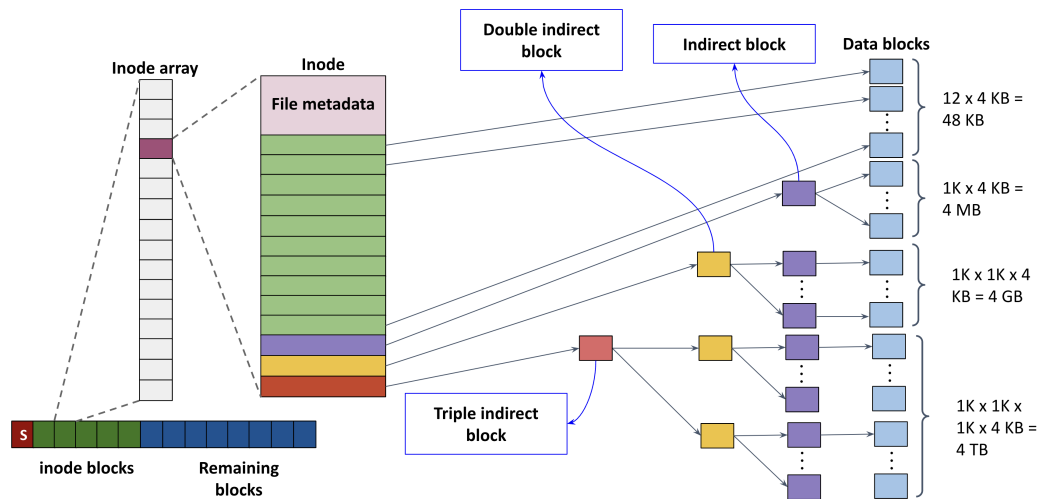 Double indirect
block
Indirect block
Data blocks
Inode array
Inode
File metadata
12 x 4 KB =
48 KB
1K x 4 KB =
4 MB
1K x 1K x 4
KB = 4 GB
Triple indirect
block
1K x 1K x
1K x 4 KB =
4 TB
S
inode blocks
Remaining
blocks